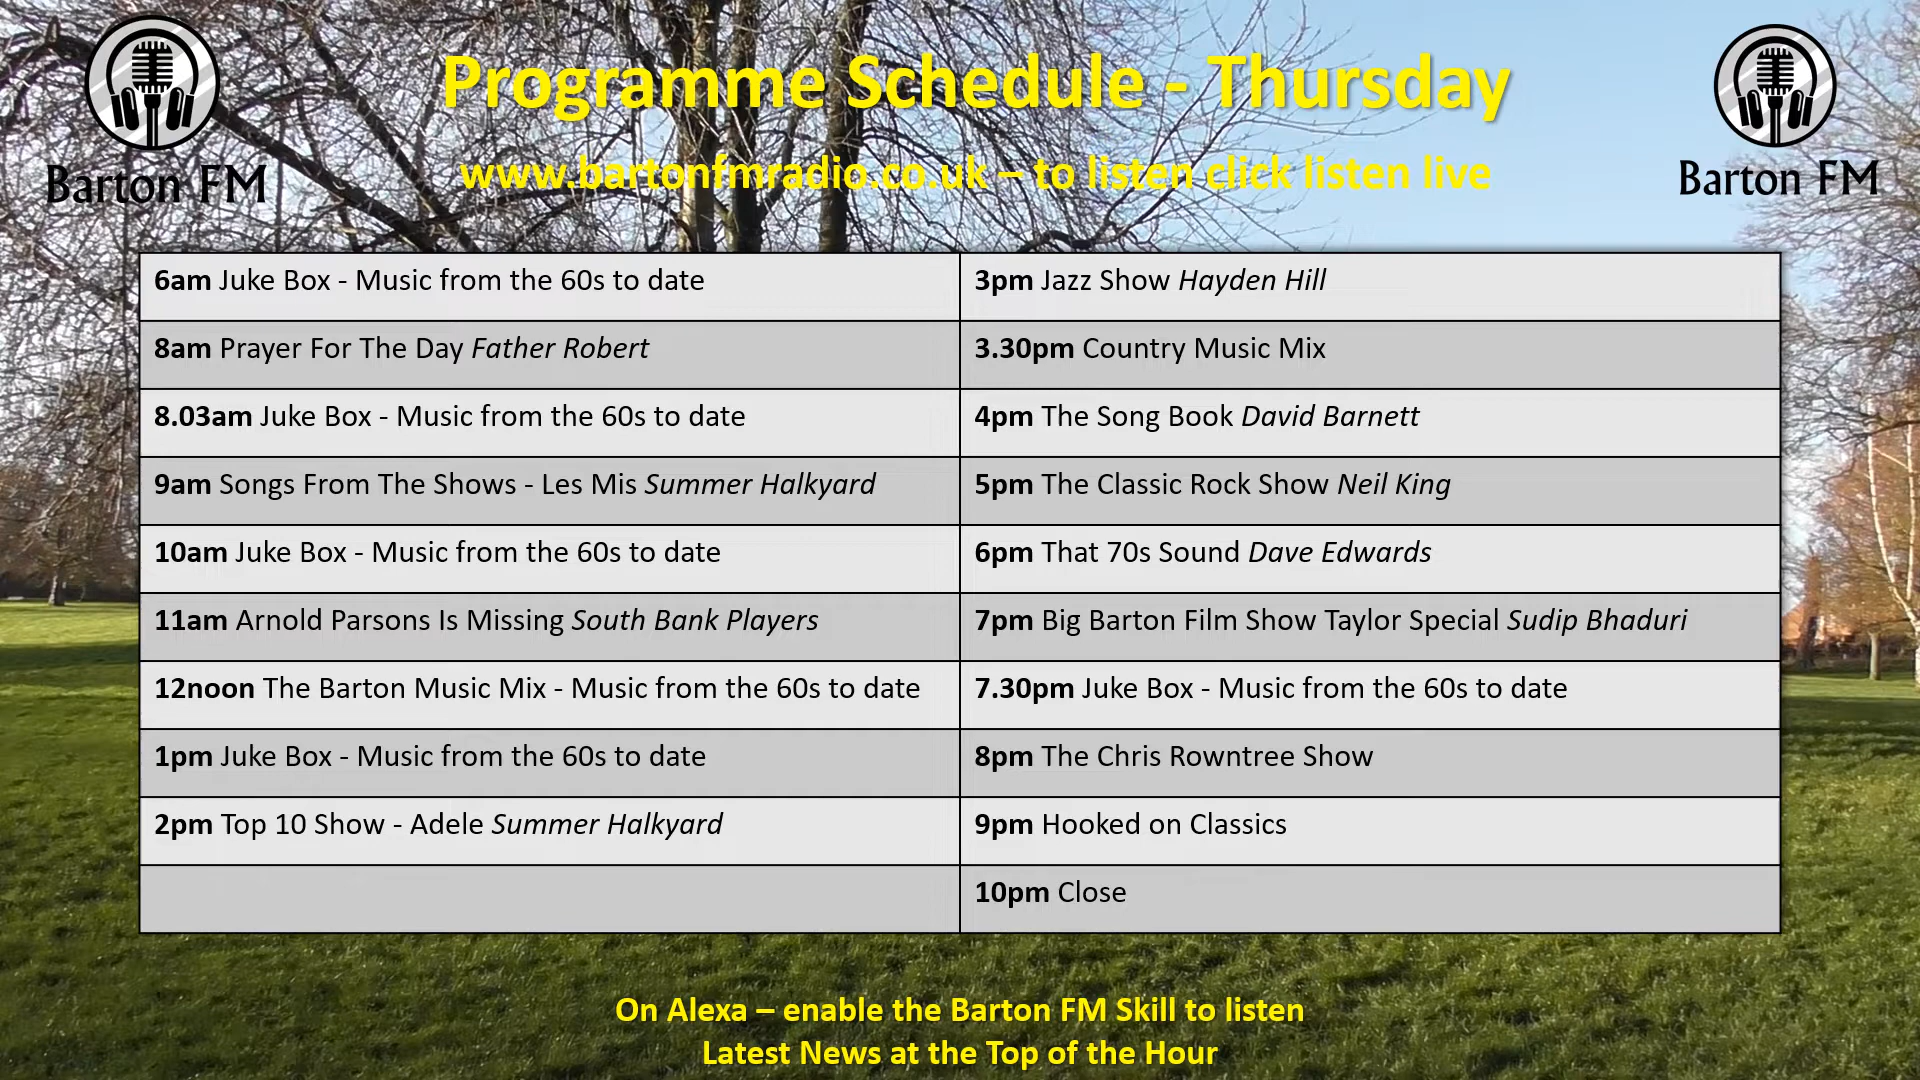 Programme Schedule - Thursday
www.bartonfmradio.co.uk – to listen click listen live
Barton FM
Barton FM
6am Juke Box - Music from the 60s to date
8am Prayer For The Day Father Robert
8.03am Juke Box - Music from the 60s to date
9am Songs From The Shows - Les Mis Summer Halkyard
10am Juke Box - Music from the 60s to date
11am Arnold Parsons Is Missing South Bank Players
12noon The Barton Music Mix - Music from the 60s to date
1pm Juke Box - Music from the 60s to date
2pm Top 10 Show - Adele Summer Halkyard
3pm Jazz Show Hayden Hill
3.30pm Country Music Mix
4pm The Song Book David Barnett
5pm The Classic Rock Show Neil King
6pm That 70s Sound Dave Edwards
7pm Big Barton Film Show Taylor Special Sudip Bhaduri
7.30pm Juke Box - Music from the 60s to date
8pm The Chris Rowntree Show
9pm Hooked on Classics
10pm Close
On Alexa – enable the Barton FM Skill to listen
Latest News at the Top of the Hour